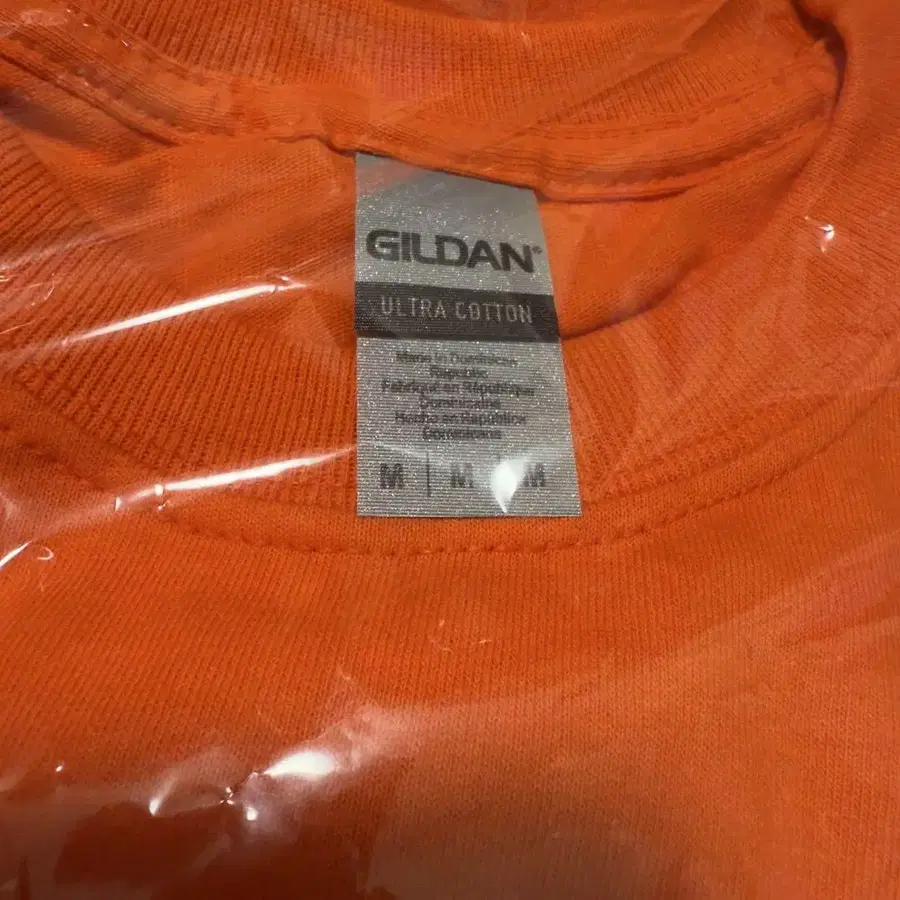 GILDAN®
ULTRA COTTON
Made in Dominican
Republic
Fabriqué en République
Dominicaine
Hecho en República
Dominicana
M | M | M